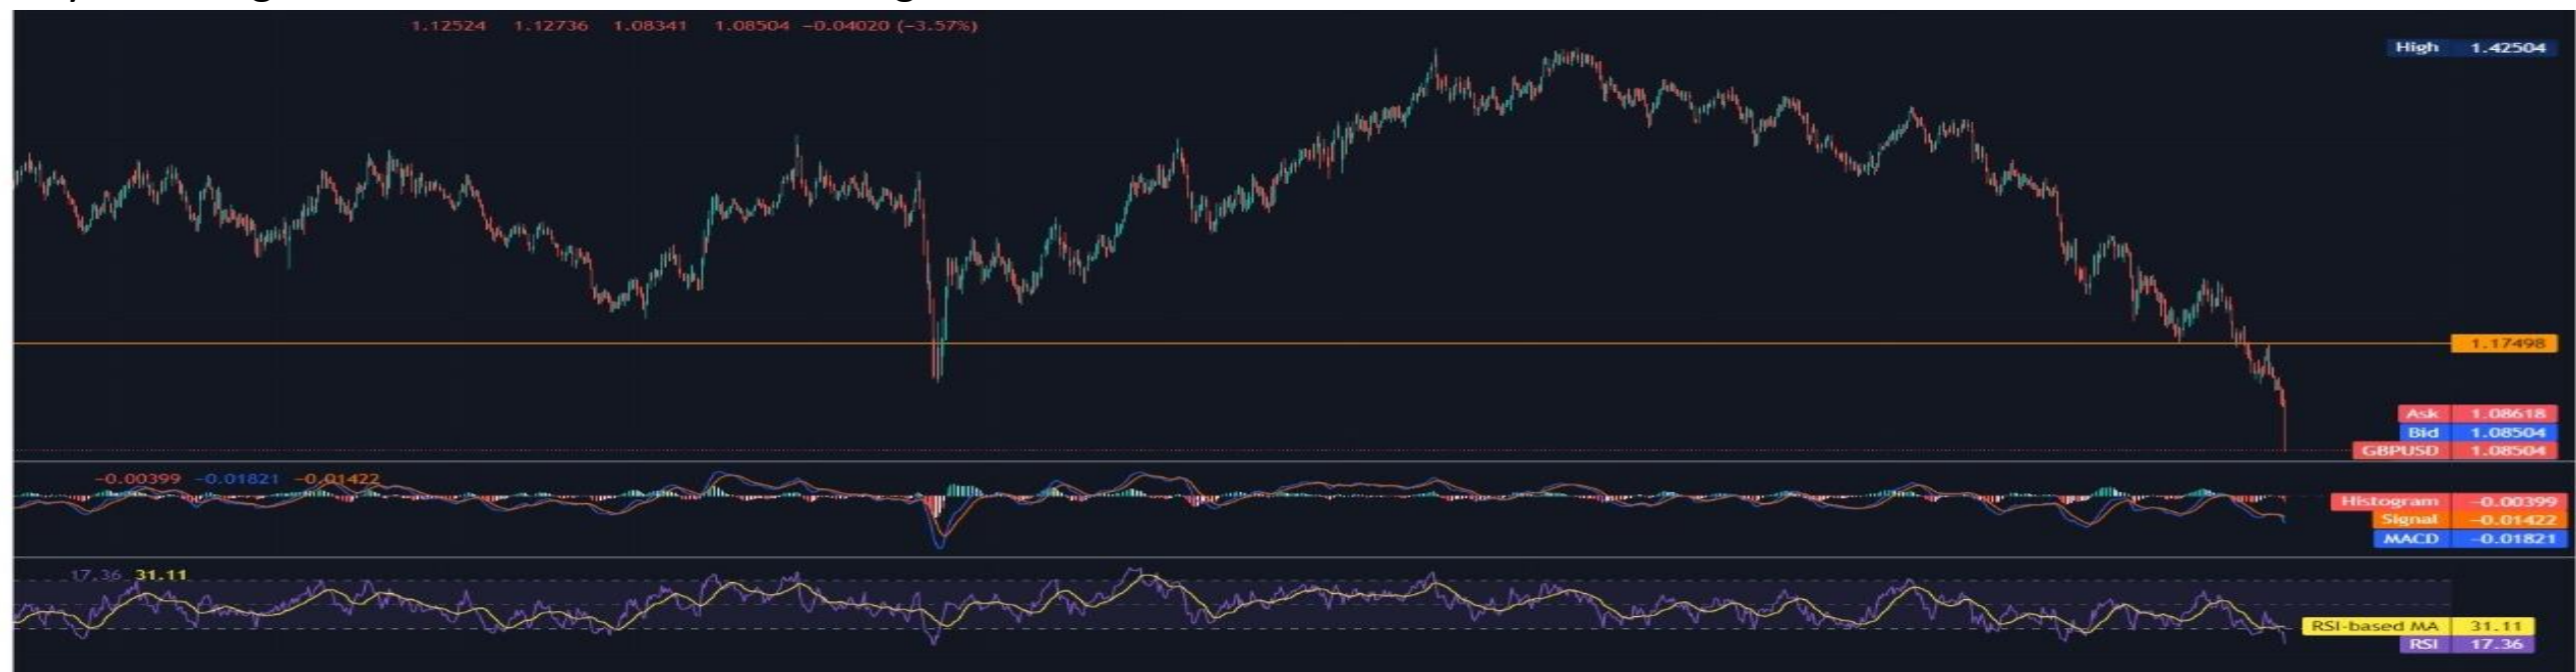 1.12524 1.12736 1.08341 1.08504 −0.04020 (−3.57%)
High 1.42504
1.17498
Ask 1.08618
Bid 1.08504
GBPUSD 1.08504
−0.00399 −0.01821 −0.01422
Histogram −0.00399
Signal −0.01422
MACD −0.01821
17.36 31.11
RSI-based MA 31.11
RSI 17.36